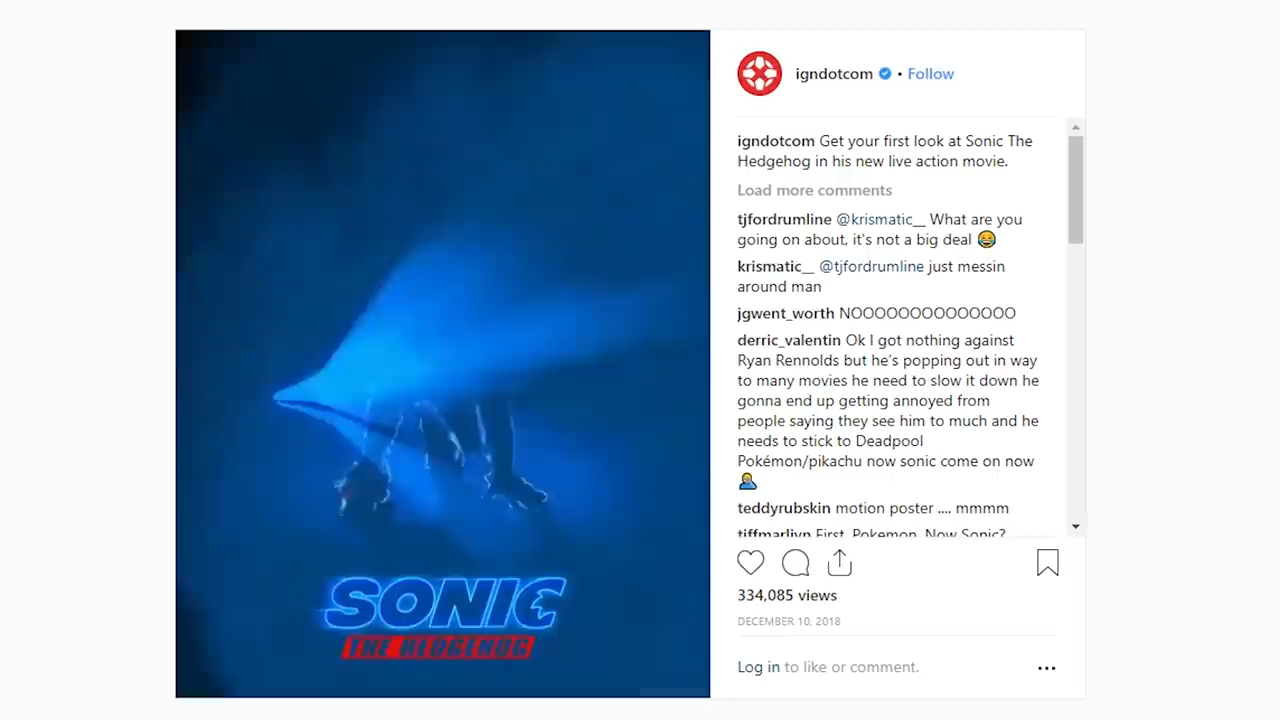 igndotcom • Follow
igndotcom Get your first look at Sonic The
Hedgehog in his new live action movie.
Load more comments
tjfordrumline @krismatic__ What are you
going on about, it's not a big deal 😂
krismatic__ @tjfordrumline just messin
around man
jgwent_worth NOOOOOOOOOOOOOO
derric_valentin Ok I got nothing against
Ryan Rennolds but he's popping out in way
to many movies he need to slow it down he
gonna end up getting annoyed from
people saying they see him to much and he
needs to stick to Deadpool
Pokémon/pikachu now sonic come on now
🤦
teddyrubskin motion poster .... mmmm
tiffmarlivn First, Pokemon. Now Sonic?
334,085 views
DECEMBER 10, 2018
Log in to like or comment.
SONIC
THE HEDGEHOG